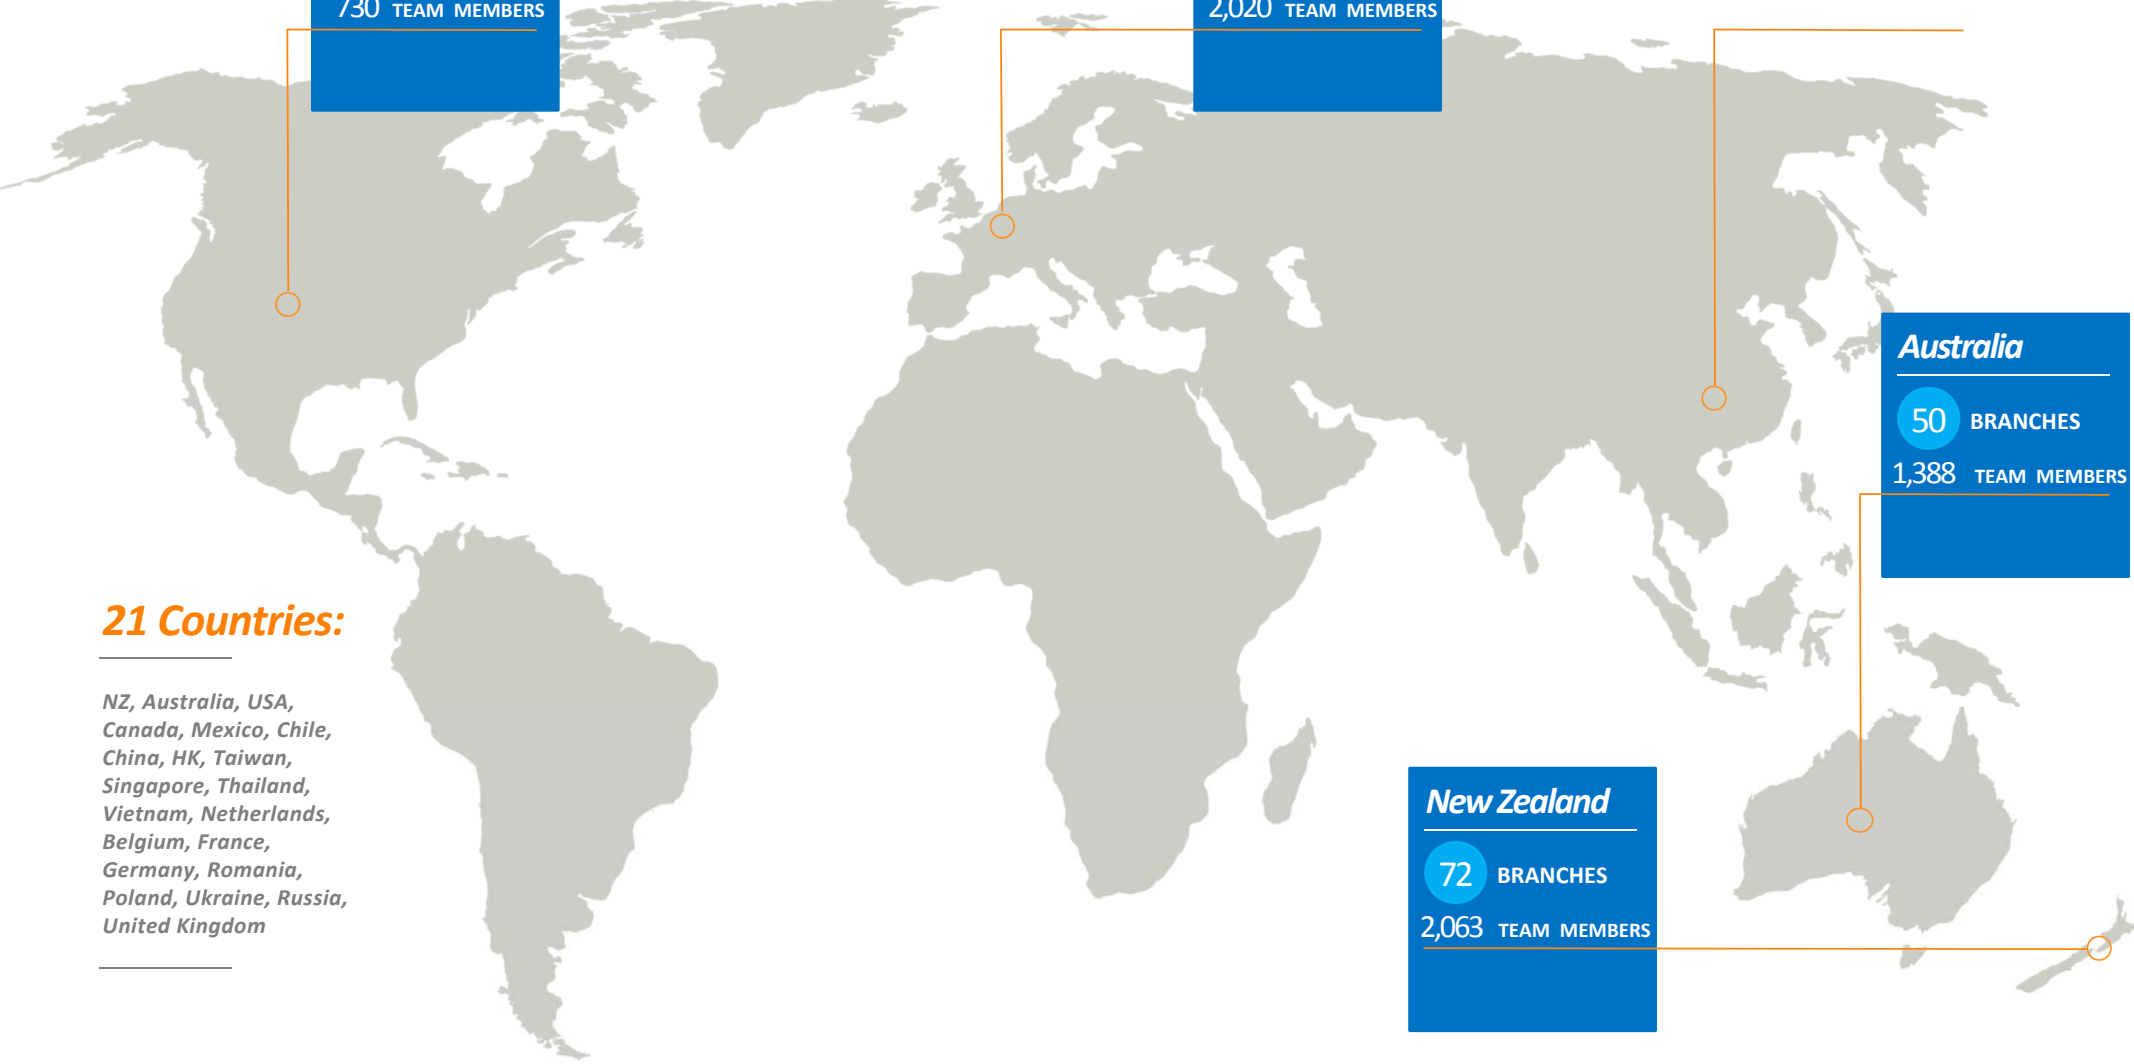 730 TEAM MEMBERS
2,020 TEAM MEMBERS
Australia
50 BRANCHES
1,388 TEAM MEMBERS
21 Countries:
NZ, Australia, USA,
Canada, Mexico, Chile,
China, HK, Taiwan,
Singapore, Thailand,
Vietnam, Netherlands,
Belgium, France,
Germany, Romania,
Poland, Ukraine, Russia,
United Kingdom
New Zealand
72 BRANCHES
2,063 TEAM MEMBERS